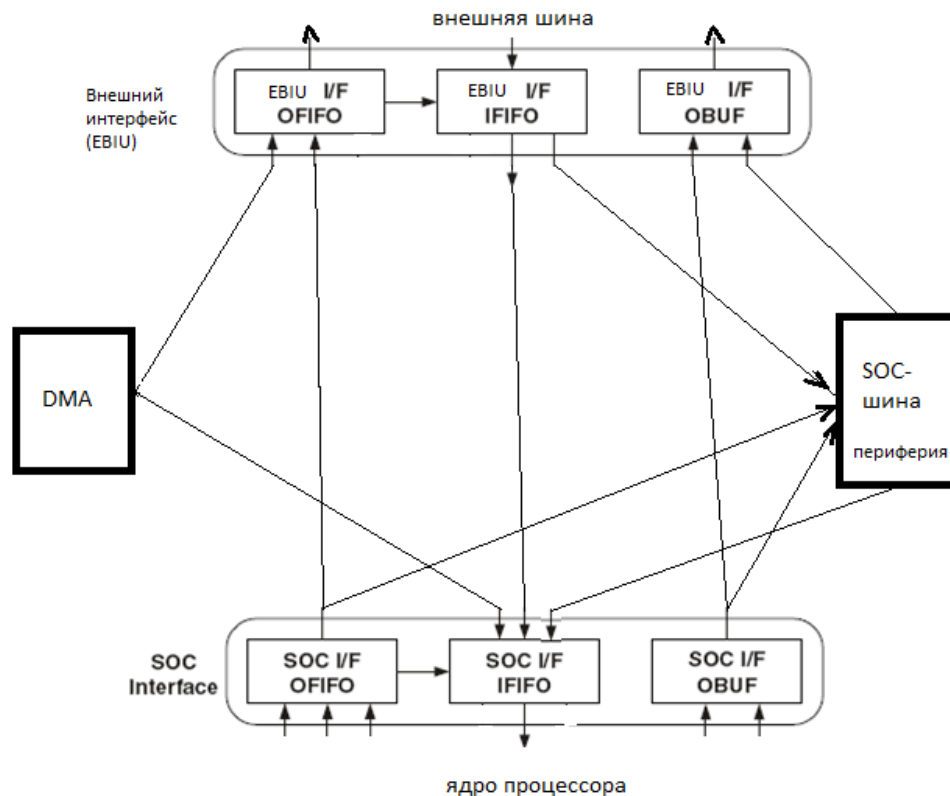 внешняя шина
Внешний
интерфейс
(EBIU)
EBIU I/F
OFIFO
EBIU I/F
IFIFO
EBIU I/F
OBUF
DMA
SOC-
шина
периферия
SOC
Interface
SOC I/F
OFIFO
SOC I/F
IFIFO
SOC I/F
OBUF
ядро процессора